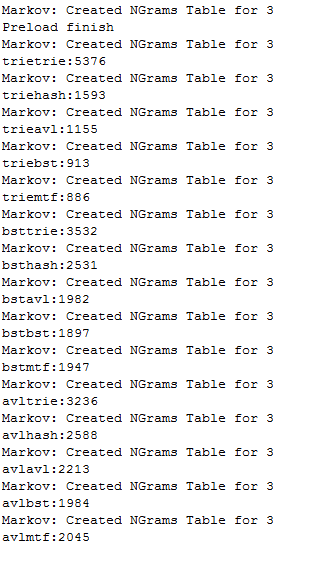 Markov: Created NGrams Table for 3
Preload finish
Markov: Created NGrams Table for 3
trietrie:5376
Markov: Created NGrams Table for 3
triehash:1593
Markov: Created NGrams Table for 3
trieavl:1155
Markov: Created NGrams Table for 3
triebst:913
Markov: Created NGrams Table for 3
triemtf:886
Markov: Created NGrams Table for 3
bsttrie:3532
Markov: Created NGrams Table for 3
bsthash:2531
Markov: Created NGrams Table for 3
bstavl:1982
Markov: Created NGrams Table for 3
bstbst:1897
Markov: Created NGrams Table for 3
bstmtf:1947
Markov: Created NGrams Table for 3
avltrie:3236
Markov: Created NGrams Table for 3
avlhash:2588
Markov: Created NGrams Table for 3
avlavl:2213
Markov: Created NGrams Table for 3
avlbst:1984
Markov: Created NGrams Table for 3
avlmtf:2045